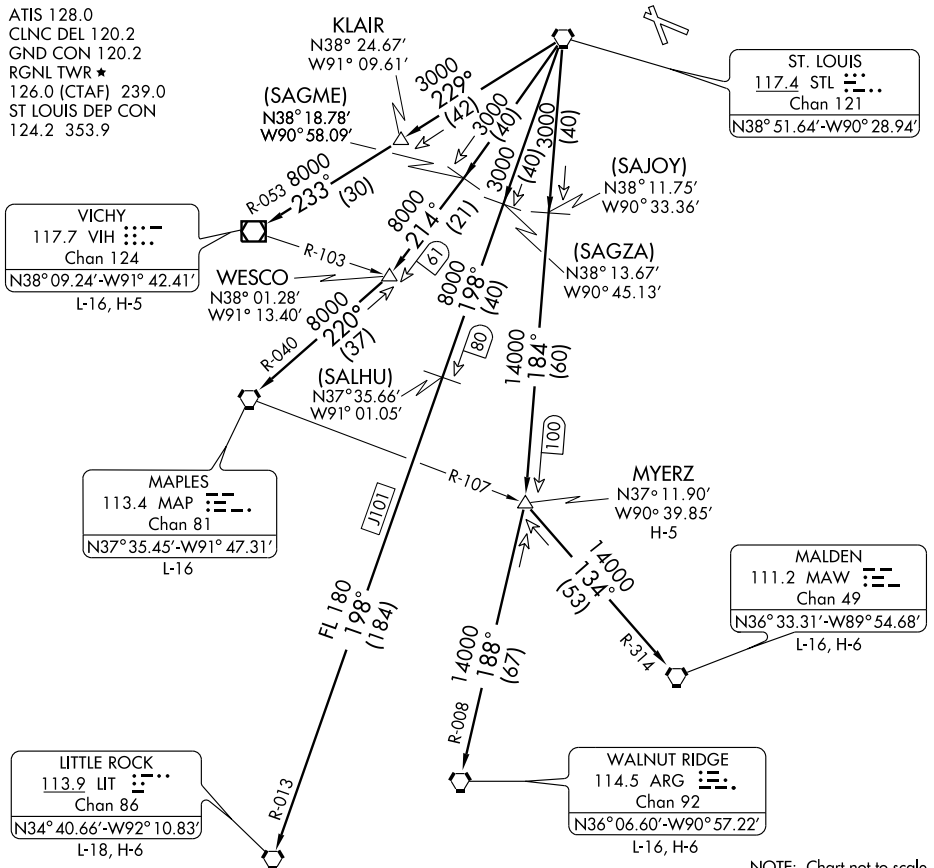 ATIS 128.0
CLNC DEL 120.2
GND CON 120.2
RGNL TWR ★
126.0 (CTAF) 239.0
ST LOUIS DEP CON
124.2 353.9
KLAIR
N38° 24.67′
W91° 09.61′
(SAGME)
N38° 18.78′
W90° 58.09′
3000
229°
(42)
3000
(40)
3000
(40)
3000
(40)
ST. LOUIS
117.4 STL
Chan 121
N38° 51.64′-W90° 28.94′
(SAJOY)
N38° 11.75′
W90° 33.36′
(SAGZA)
N38° 13.67′
W90° 45.13′
R-053
8000
233°
(30)
VICHY
117.7 VIH
Chan 124
N38° 09.24′-W91° 42.41′
L-16, H-5
R-103
8000
214°
(21)
61
WESCO
N38° 01.28′
W91° 13.40′
8000
198°
(40)
80
14000
184°
(60)
100
R-040
8000
220°
(37)
(SALHU)
N37° 35.66′
W91° 01.05′
MAPLES
113.4 MAP
Chan 81
N37° 35.45′-W91° 47.31′
L-16
R-107
J101
MYERZ
N37° 11.90′
W90° 39.85′
H-5
14000
134°
(53)
R-314
MALDEN
111.2 MAW
Chan 49
N36° 33.31′-W89° 54.68′
L-16, H-6
FL 180
198°
(184)
R-013
14000
188°
(67)
R-008
LITTLE ROCK
113.9 LIT
Chan 86
N34° 40.66′-W92° 10.83′
L-18, H-6
WALNUT RIDGE
114.5 ARG
Chan 92
N36° 06.60′-W90° 57.22′
L-16, H-6
NOTE: Chart not to scale